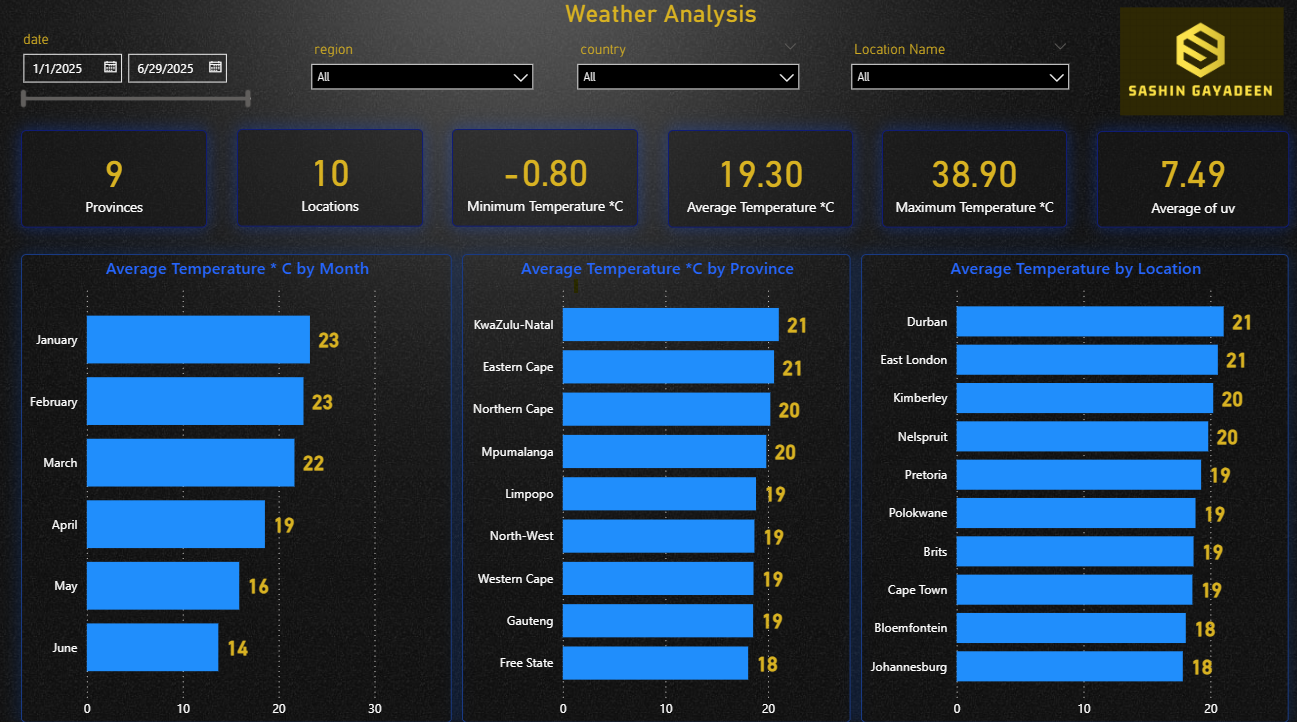 Weather Analysis
date
1/1/2025 6/29/2025
region
All
country
All
Location Name
All
SASHIN GAYADEEN
9
Provinces
10
Locations
-0.80
Minimum Temperature *C
19.30
Average Temperature *C
38.90
Maximum Temperature *C
7.49
Average of uv
Average Temperature * C by Month
January 23
February 23
March 22
April 19
May 16
June 14
0 10 20 30
Average Temperature *C by Province
KwaZulu-Natal 21
Eastern Cape 21
Northern Cape 20
Mpumalanga 20
Limpopo 19
North-West 19
Western Cape 19
Gauteng 19
Free State 18
0 10 20
Average Temperature by Location
Durban 21
East London 21
Kimberley 20
Nelspruit 20
Pretoria 19
Polokwane 19
Brits 19
Cape Town 19
Bloemfontein 18
Johannesburg 18
0 10 20